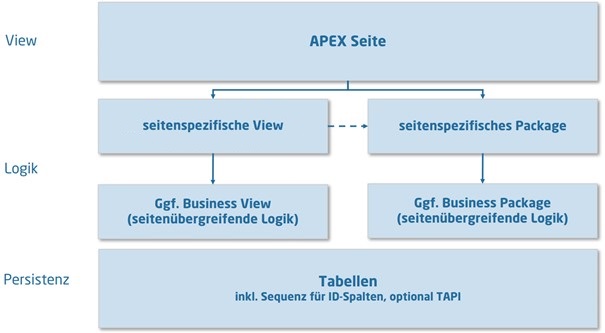 View
APEX Seite
seitenspezifische View
seitenspezifisches Package
Logik
Ggf. Business View
(seitenübergreifende Logik)
Ggf. Business Package
(seitenübergreifende Logik)
Persistenz
Tabellen
inkl. Sequenz für ID-Spalten, optional TAPI